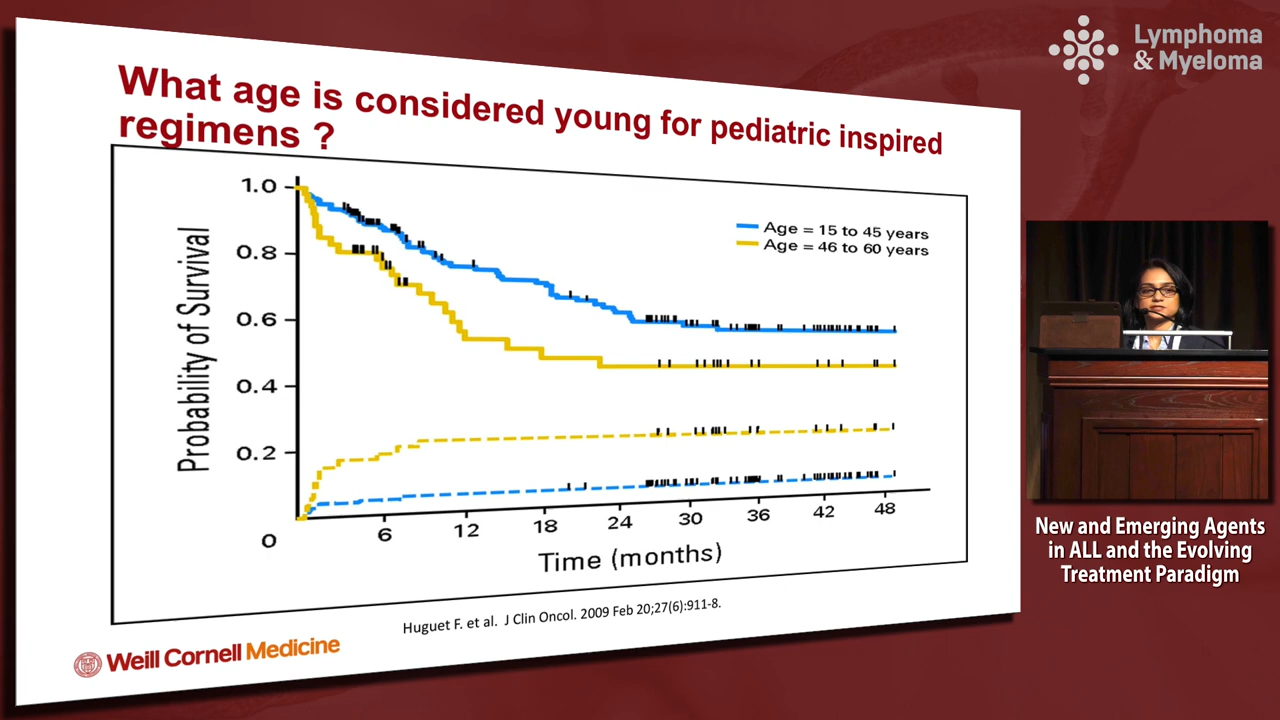 Lymphoma
& Myeloma
What age is considered young for pediatric inspired
regimens ?
Probability of Survival
1.0
0.8
0.6
0.4
0.2
0
Age = 15 to 45 years
Age = 46 to 60 years
6 12 18 24 30 36 42 48
Time (months)
Huguet F. et al. J Clin Oncol. 2009 Feb 20;27(6):911-8.
Weill Cornell Medicine
New and Emerging Agents
in ALL and the Evolving
Treatment Paradigm